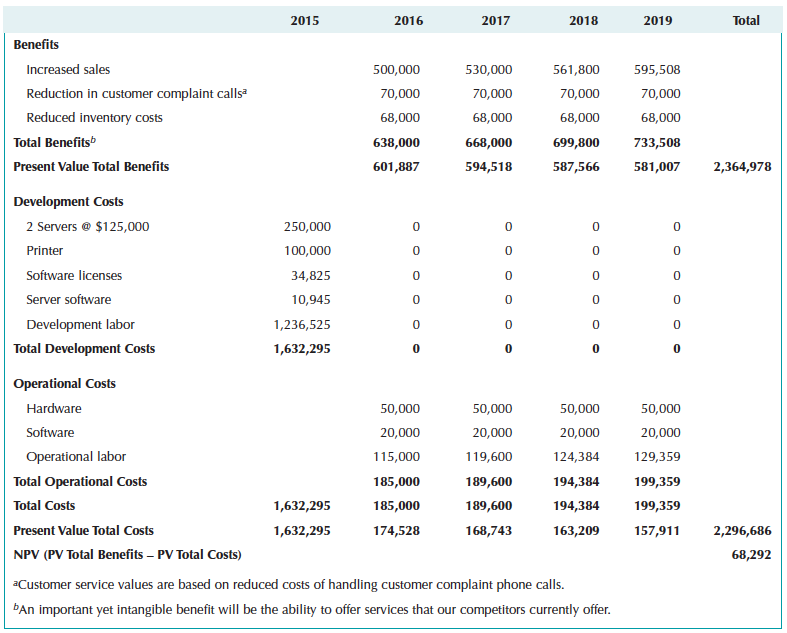 2015 2016 2017 2018 2019 Total
Benefits
Increased sales 500,000 530,000 561,800 595,508
Reduction in customer complaint callsᵃ 70,000 70,000 70,000 70,000
Reduced inventory costs 68,000 68,000 68,000 68,000
Total Benefitsᵇ 638,000 668,000 699,800 733,508
Present Value Total Benefits 601,887 594,518 587,566 581,007 2,364,978
Development Costs
2 Servers @ $125,000 250,000 0 0 0 0
Printer 100,000 0 0 0 0
Software licenses 34,825 0 0 0 0
Server software 10,945 0 0 0 0
Development labor 1,236,525 0 0 0 0
Total Development Costs 1,632,295 0 0 0 0
Operational Costs
Hardware 50,000 50,000 50,000 50,000
Software 20,000 20,000 20,000 20,000
Operational labor 115,000 119,600 124,384 129,359
Total Operational Costs 185,000 189,600 194,384 199,359
Total Costs 1,632,295 185,000 189,600 194,384 199,359
Present Value Total Costs 1,632,295 174,528 168,743 163,209 157,911 2,296,686
NPV (PV Total Benefits – PV Total Costs) 68,292
ᵃCustomer service values are based on reduced costs of handling customer complaint phone calls.
ᵇAn important yet intangible benefit will be the ability to offer services that our competitors currently offer.